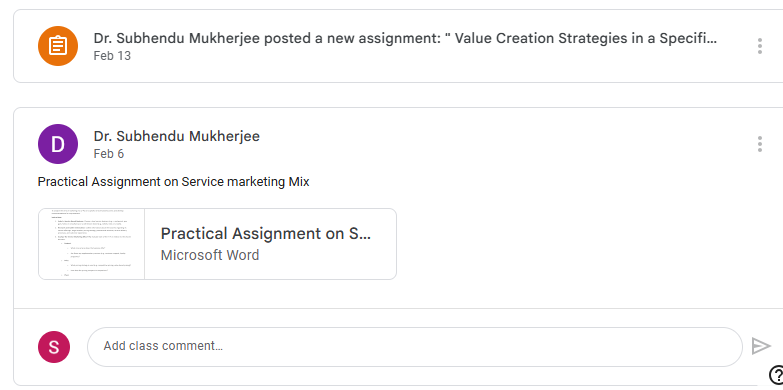 Dr. Subhendu Mukherjee posted a new assignment: " Value Creation Strategies in a Specifi...
Feb 13
D
Dr. Subhendu Mukherjee
Feb 6
Practical Assignment on Service marketing Mix
Practical Assignment on S...
Microsoft Word
S
Add class comment...
?